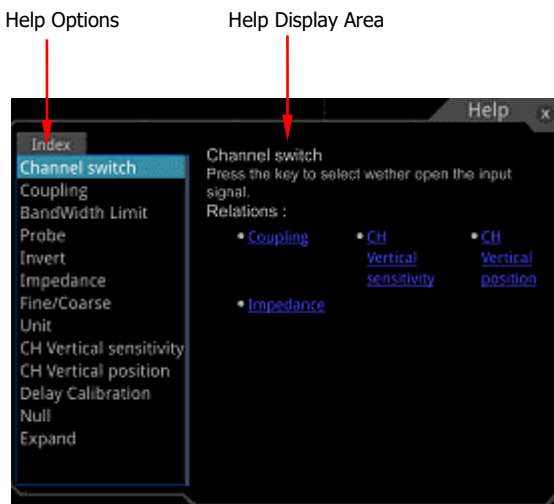 Help Options
Help Display Area
Help x
Index
Channel switch
Coupling
BandWidth Limit
Probe
Invert
Impedance
Fine/Coarse
Unit
CH Vertical sensitivity
CH Vertical position
Delay Calibration
Null
Expand
Channel switch
Press the key to select wether open the input
signal.
Relations :
• Coupling
• CH
Vertical
sensitivity
• CH
Vertical
position
• Impedance